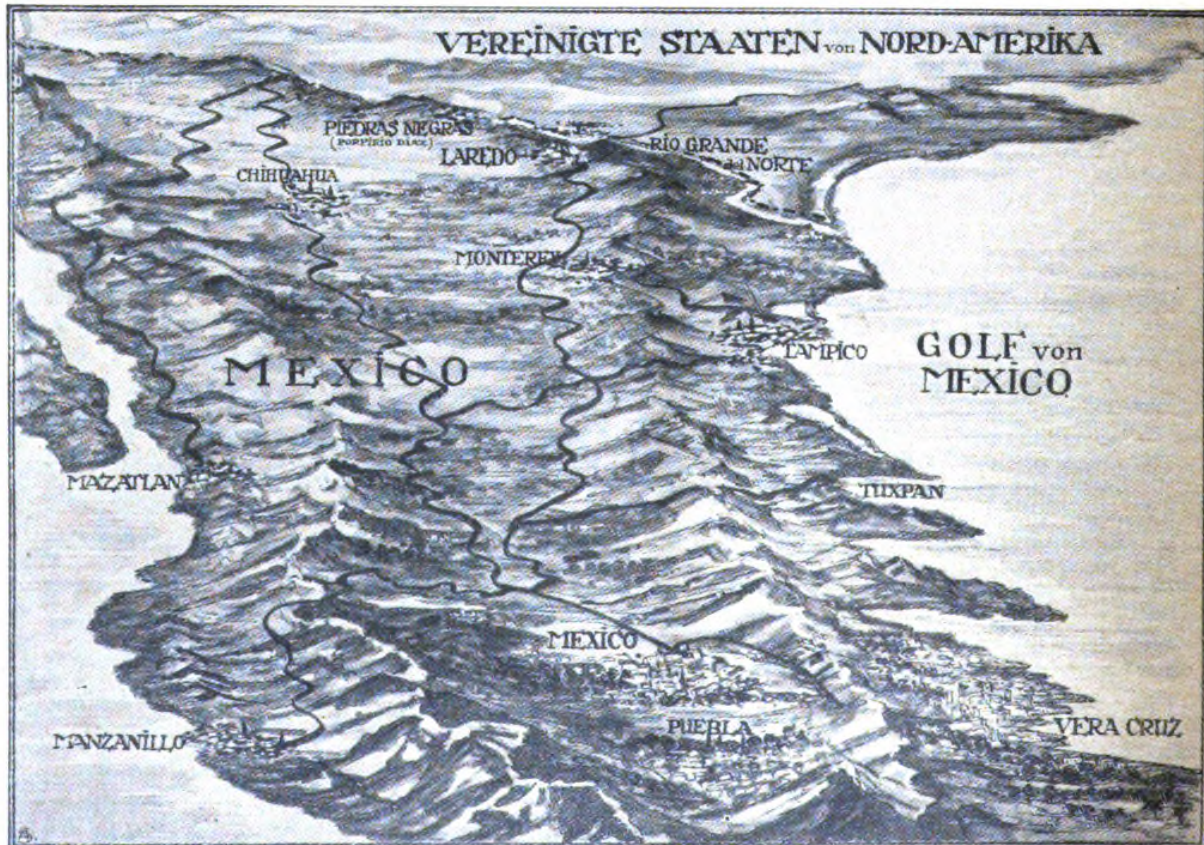 VEREINIGTE STAATEN von NORD-AMERIKA
PIEDRAS NEGRAS
(PORFIRIO DIAZ)
LAREDO
RIO GRANDE
del NORTE
CHIHUAHUA
MONTEREY
TAMPICO
GOLF von
MEXICO
MEXICO
MAZATLAN
TUXPAN
MEXICO
PUEBLA
MANZANILLO
VERA CRUZ